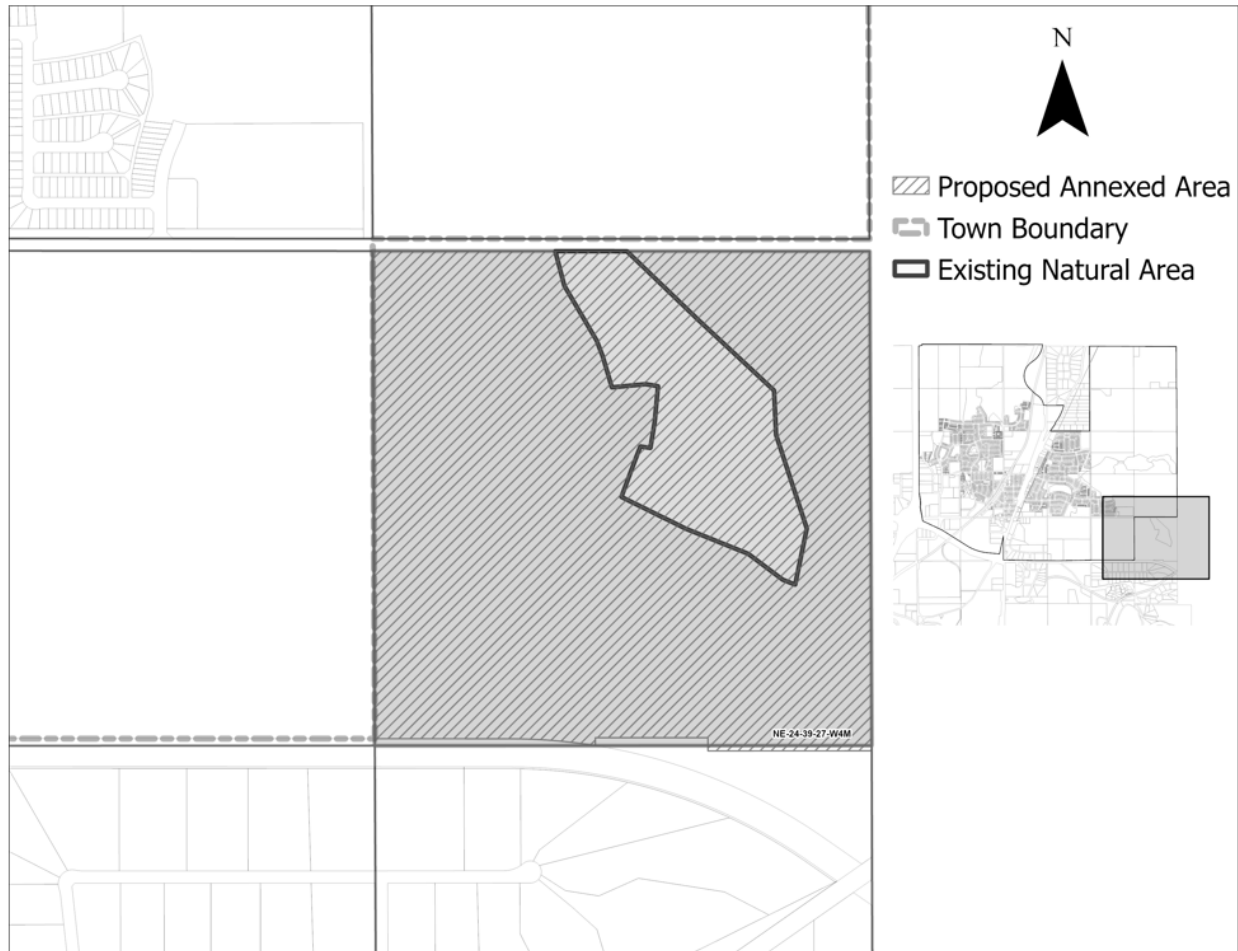 N
Proposed Annexed Area
Town Boundary
Existing Natural Area
NE-24-39-27-W4M